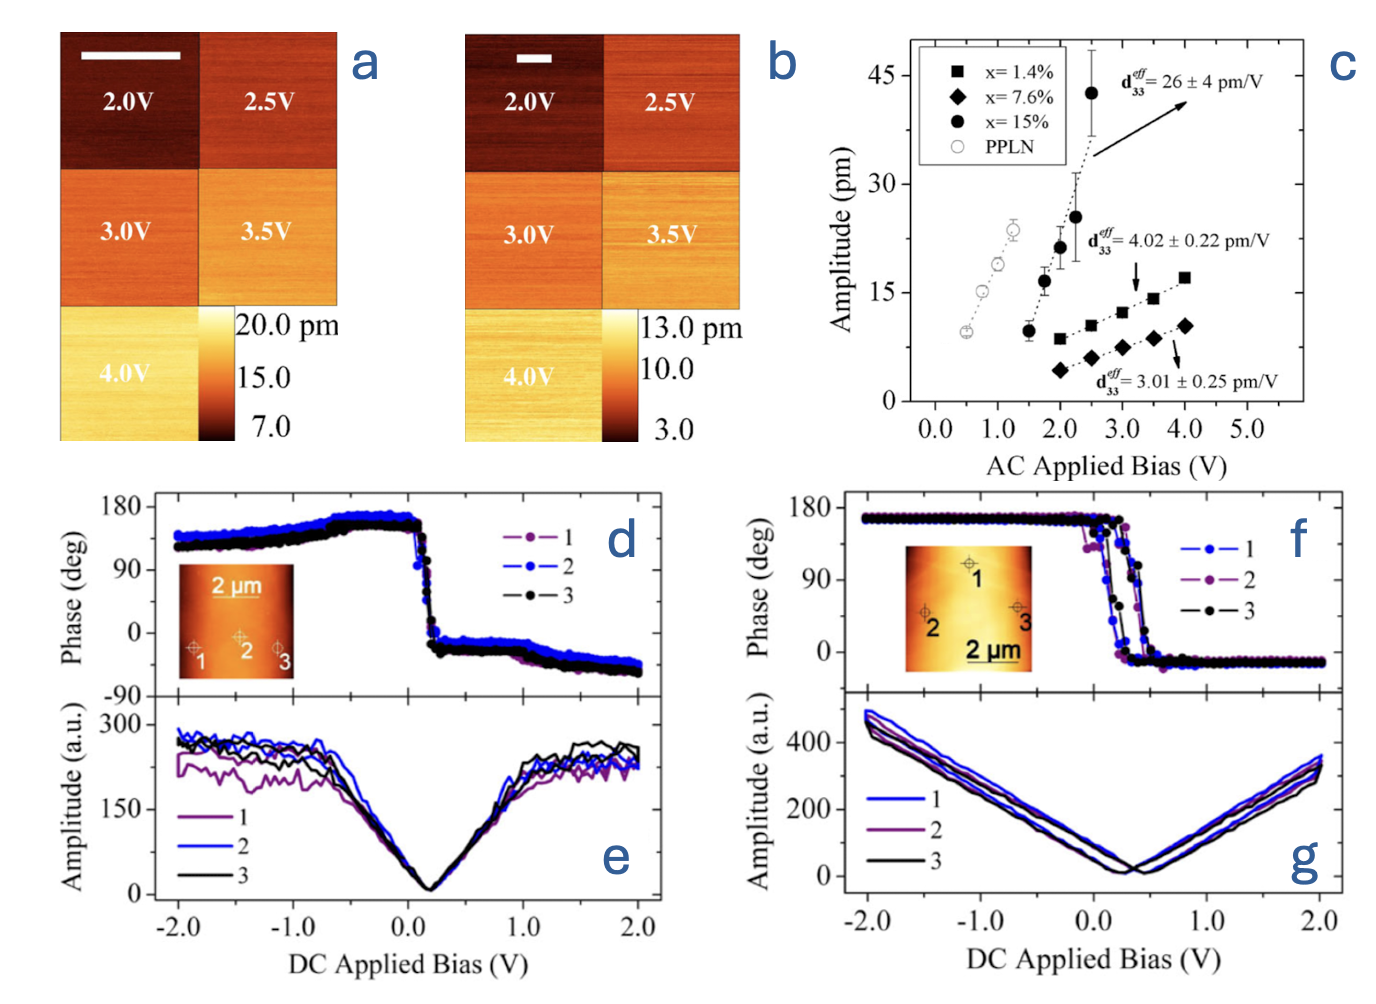 a
2.0V 2.5V
3.0V 3.5V
4.0V
20.0 pm
15.0
7.0
b
2.0V 2.5V
3.0V 3.5V
4.0V
13.0 pm
10.0
3.0
c
x= 1.4%
x= 7.6%
x= 15%
PPLN
d33^eff= 26 ± 4 pm/V
d33^eff= 4.02 ± 0.22 pm/V
d33^eff= 3.01 ± 0.25 pm/V
Amplitude (pm)
45
30
15
0
0.0 1.0 2.0 3.0 4.0 5.0
AC Applied Bias (V)
d
Phase (deg)
180
90
0
-90
1
2
3
2 µm
1 2 3
e
Amplitude (a.u.)
300
150
0
1
2
3
-2.0 -1.0 0.0 1.0 2.0
DC Applied Bias (V)
f
Phase (deg)
180
90
0
1
2
3
1
2 3
2 µm
g
Amplitude (a.u.)
400
200
0
1
2
3
-2.0 -1.0 0.0 1.0 2.0
DC Applied Bias (V)